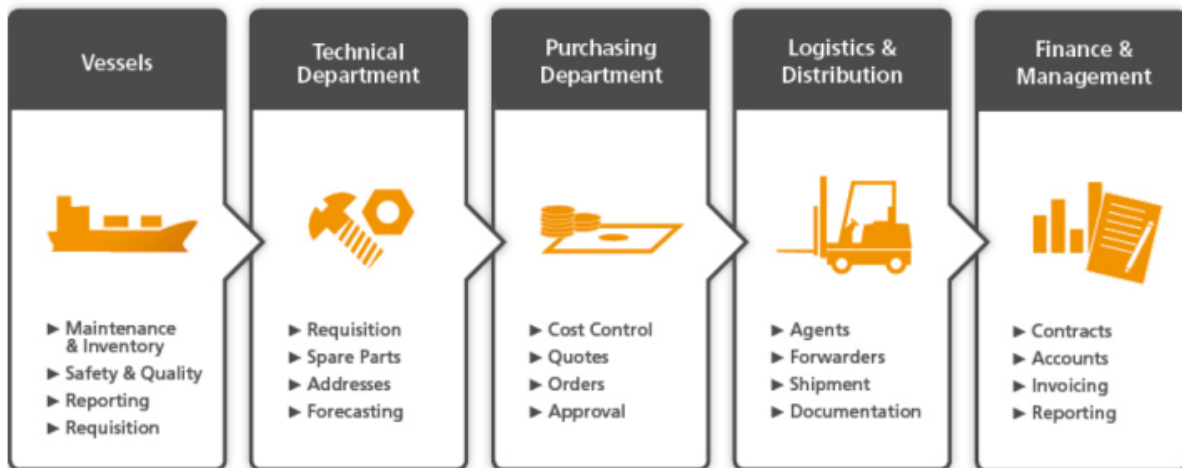 Vessels
► Maintenance
& Inventory
► Safety & Quality
► Reporting
► Requisition
Technical
Department
► Requisition
► Spare Parts
► Addresses
► Forecasting
Purchasing
Department
► Cost Control
► Quotes
► Orders
► Approval
Logistics &
Distribution
► Agents
► Forwarders
► Shipment
► Documentation
Finance &
Management
► Contracts
► Accounts
► Invoicing
► Reporting